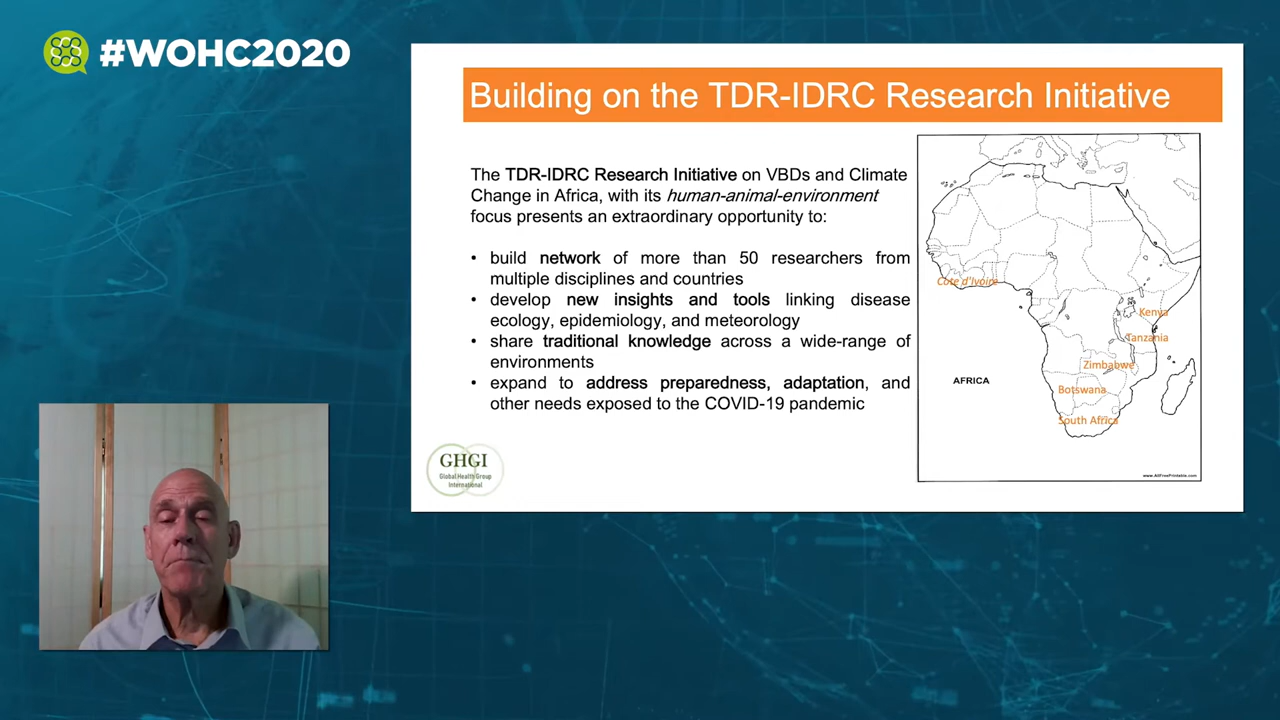 #WOHC2020
Building on the TDR-IDRC Research Initiative
The TDR-IDRC Research Initiative on VBDs and Climate
Change in Africa, with its human-animal-environment
focus presents an extraordinary opportunity to:
• build network of more than 50 researchers from
multiple disciplines and countries
• develop new insights and tools linking disease
ecology, epidemiology, and meteorology
• share traditional knowledge across a wide-range of
environments
• expand to address preparedness, adaptation, and
other needs exposed to the COVID-19 pandemic
Cote d'Ivoire
Kenya
Tanzania
Zimbabwe
AFRICA
Botswana
South Africa
www.AllFreePrintable.com
GHGI
Global Health Group
International